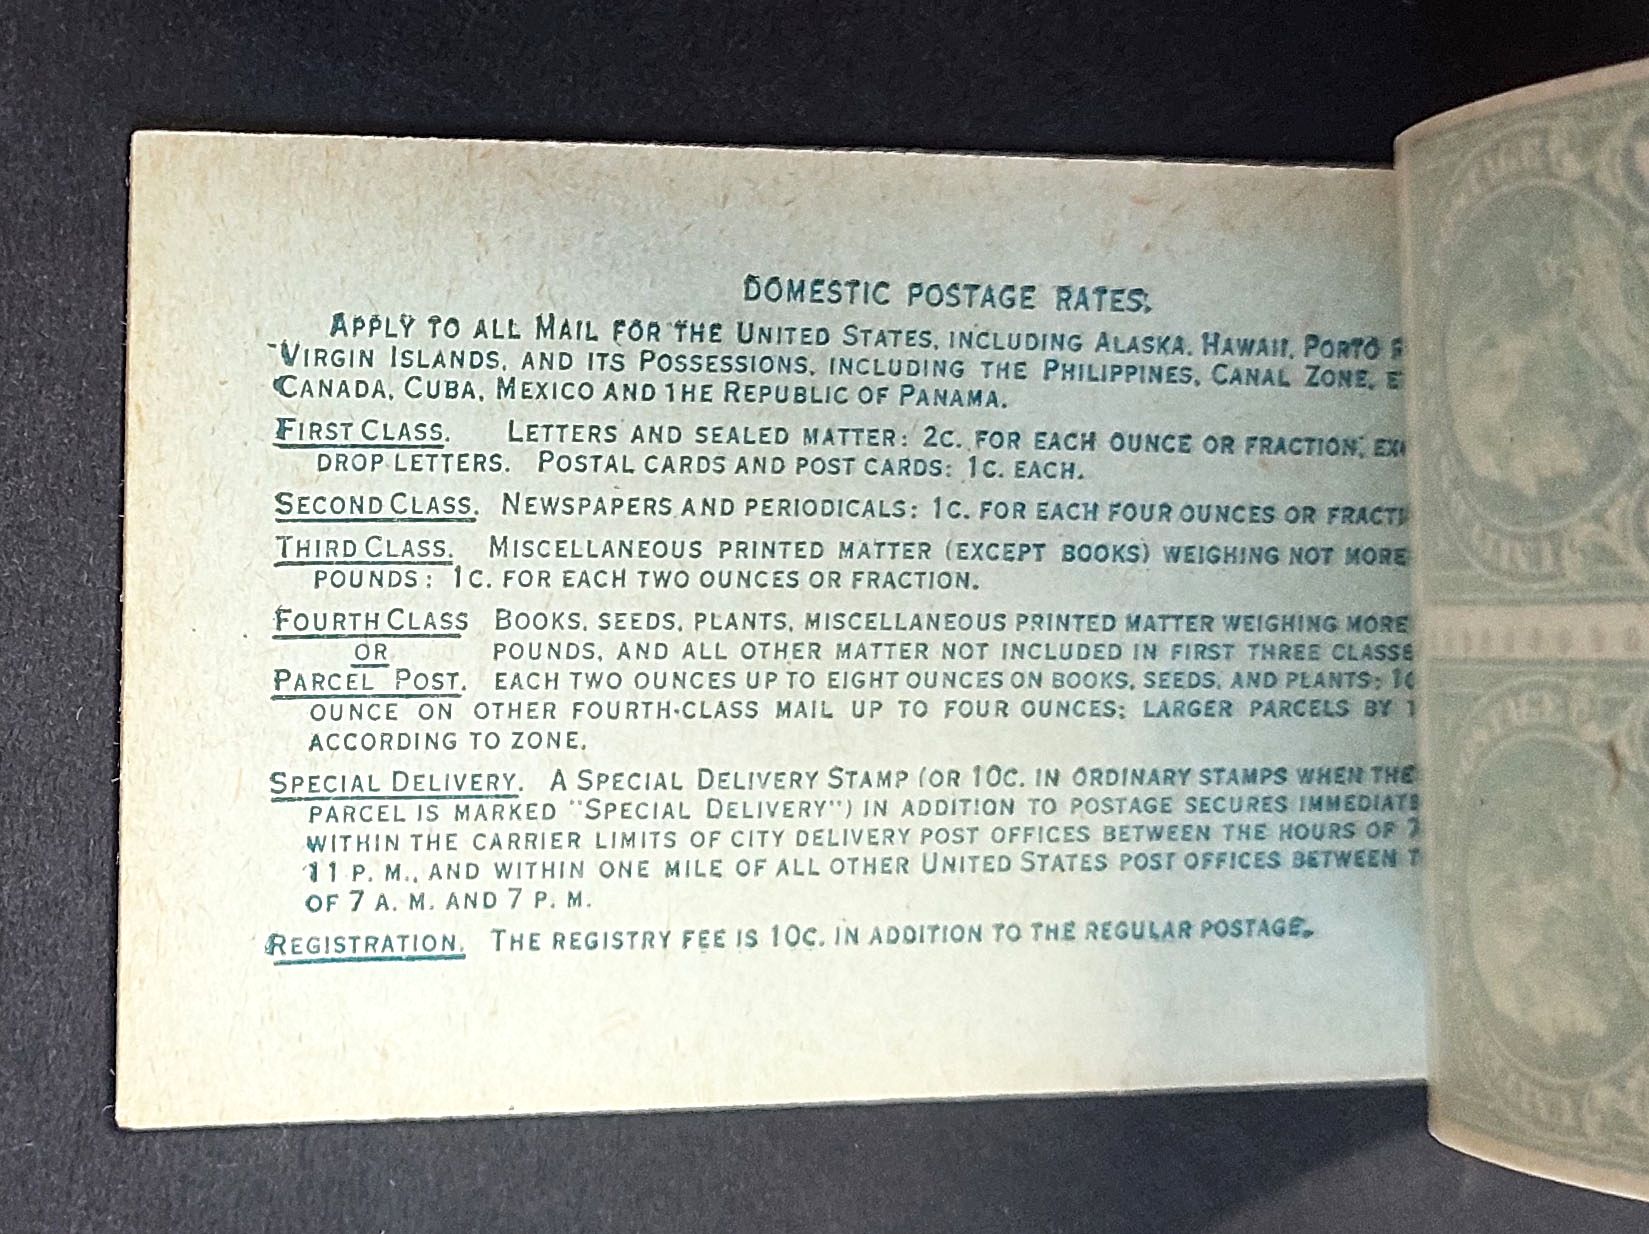 DOMESTIC POSTAGE RATES.
APPLY TO ALL MAIL FOR THE UNITED STATES, INCLUDING ALASKA, HAWAII, PORTO
VIRGIN ISLANDS, AND ITS POSSESSIONS, INCLUDING THE PHILIPPINES, CANAL ZONE,
CANADA, CUBA, MEXICO AND THE REPUBLIC OF PANAMA.
FIRST CLASS. LETTERS AND SEALED MATTER: 2C. FOR EACH OUNCE OR FRACTION,
DROP LETTERS. POSTAL CARDS AND POST CARDS: 1C. EACH.
SECOND CLASS. NEWSPAPERS AND PERIODICALS: 1C. FOR EACH FOUR OUNCES OR FRACTI
THIRD CLASS. MISCELLANEOUS PRINTED MATTER (EXCEPT BOOKS) WEIGHING NOT MORE
POUNDS: 1C. FOR EACH TWO OUNCES OR FRACTION.
FOURTH CLASS BOOKS, SEEDS, PLANTS, MISCELLANEOUS PRINTED MATTER WEIGHING MORE
OR POUNDS, AND ALL OTHER MATTER NOT INCLUDED IN FIRST THREE CLASSE
PARCEL POST. EACH TWO OUNCES UP TO EIGHT OUNCES ON BOOKS, SEEDS, AND PLANTS; 1C
OUNCE ON OTHER FOURTH-CLASS MAIL UP TO FOUR OUNCES; LARGER PARCELS BY
ACCORDING TO ZONE.
SPECIAL DELIVERY. A SPECIAL DELIVERY STAMP (OR 10C. IN ORDINARY STAMPS WHEN THE
PARCEL IS MARKED "SPECIAL DELIVERY") IN ADDITION TO POSTAGE SECURES IMMEDIATE
WITHIN THE CARRIER LIMITS OF CITY DELIVERY POST OFFICES BETWEEN THE HOURS OF 7
11 P. M., AND WITHIN ONE MILE OF ALL OTHER UNITED STATES POST OFFICES BETWEEN T
OF 7 A. M. AND 7 P. M.
REGISTRATION. THE REGISTRY FEE IS 10C. IN ADDITION TO THE REGULAR POSTAGE.